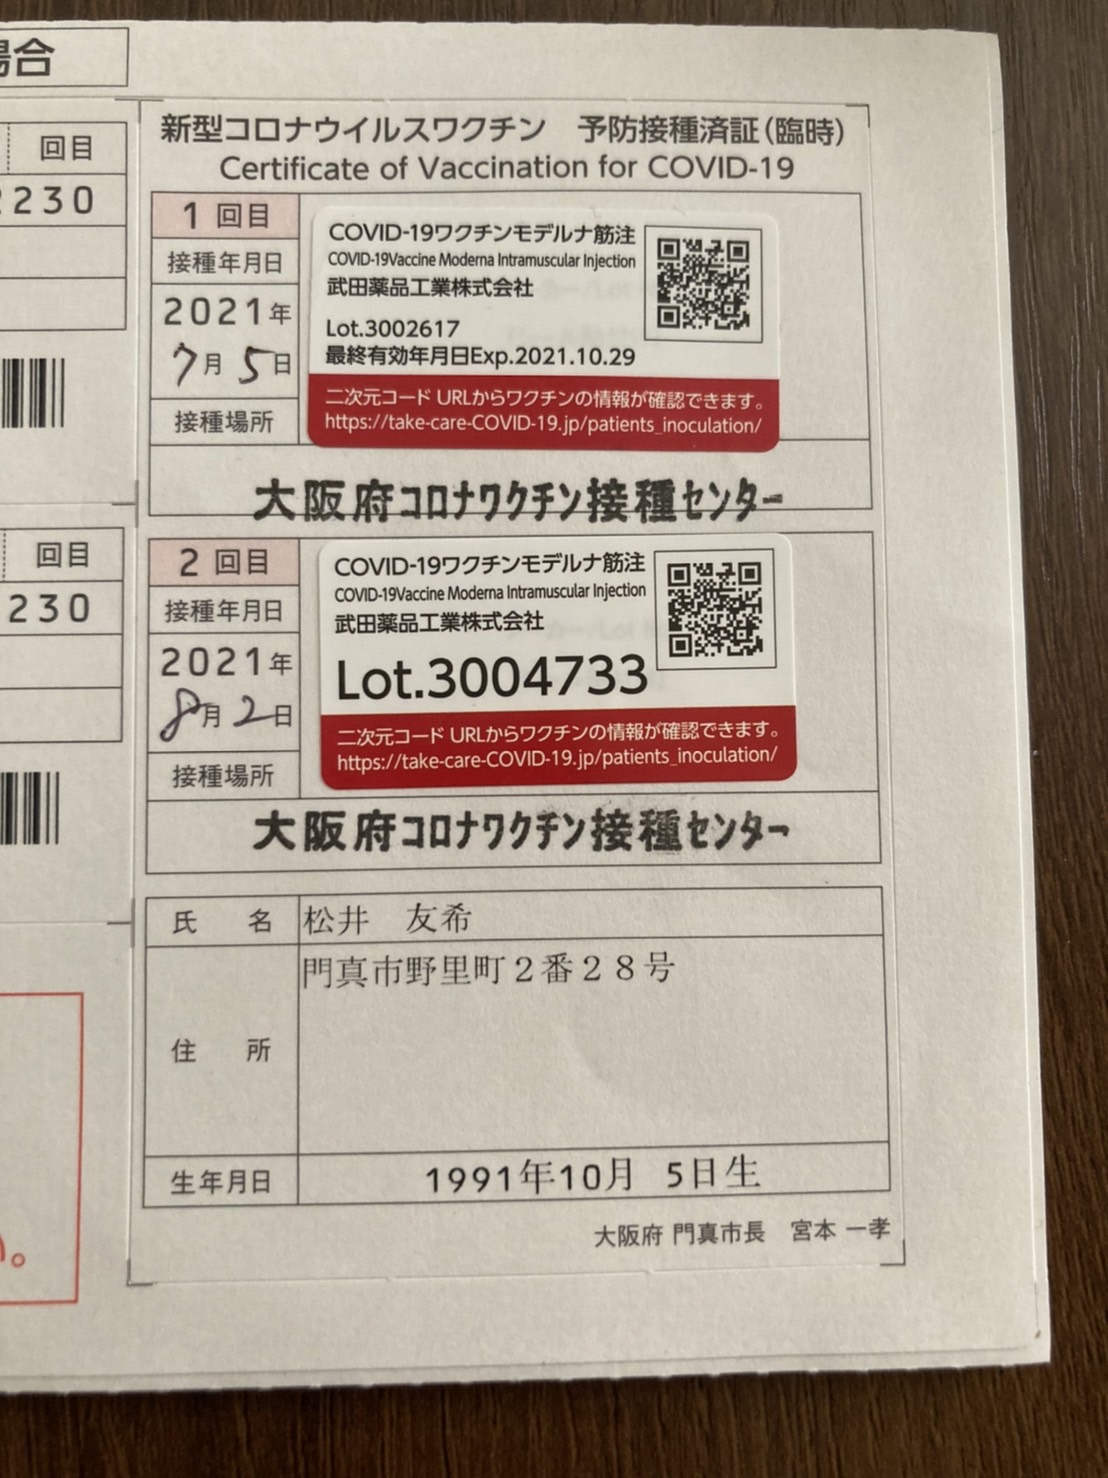 場合
回目
2230
回目
230
新型コロナウイルスワクチン 予防接種済証(臨時)
Certificate of Vaccination for COVID-19
1 回目
接種年月日
2021年
7月 5日
接種場所
COVID-19ワクチンモデルナ筋注
COVID-19Vaccine Moderna Intramuscular Injection
武田薬品工業株式会社
Lot.3002617
最終有効年月日Exp.2021.10.29
二次元コード URLからワクチンの情報が確認できます。
https://take-care-COVID-19.jp/patients_inoculation/
大阪府コロナワクチン接種センター
2 回目
接種年月日
2021年
8月 2日
接種場所
COVID-19ワクチンモデルナ筋注
COVID-19Vaccine Moderna Intramuscular Injection
武田薬品工業株式会社
Lot.3004733
二次元コード URLからワクチンの情報が確認できます。
https://take-care-COVID-19.jp/patients_inoculation/
大阪府コロナワクチン接種センター
氏 名 松井 友希
住 所 門真市野里町2番28号
生年月日 1991年10月 5日生
大阪府 門真市長 宮本 一孝
。